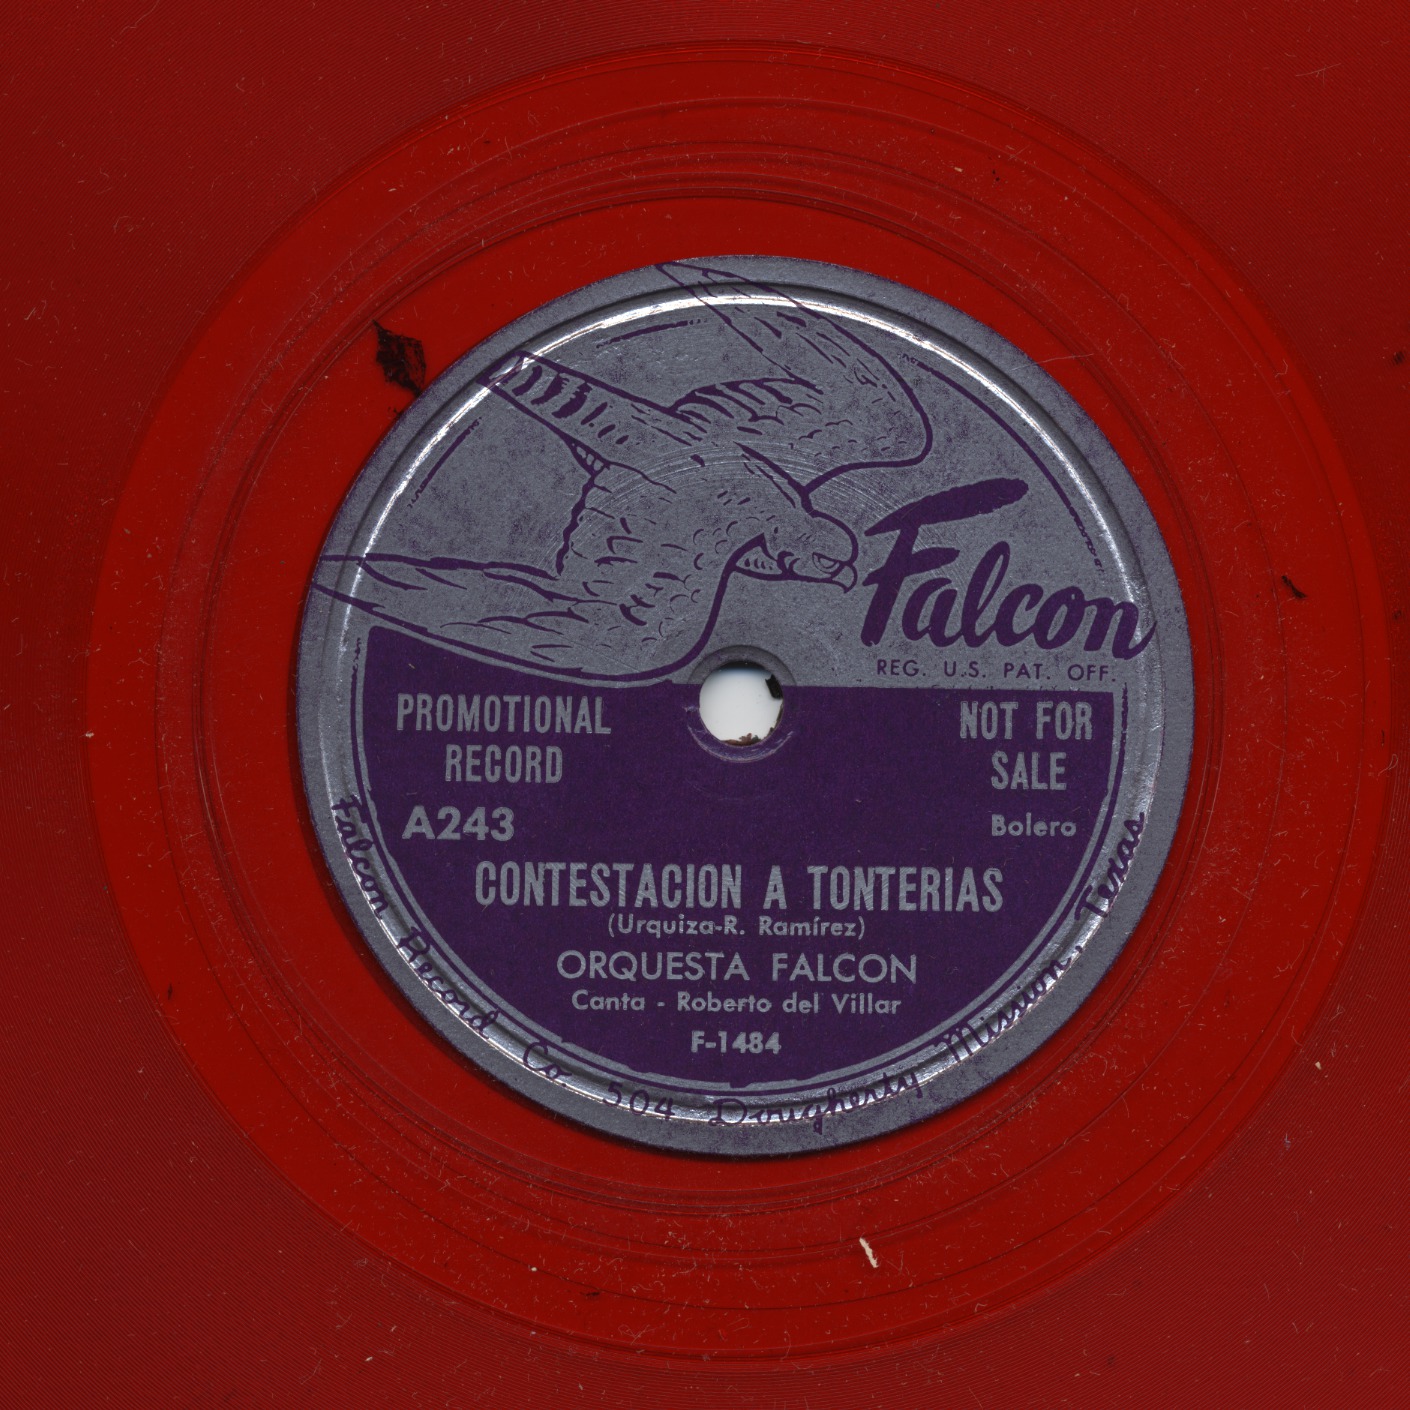 Falcon
REG. U.S. PAT. OFF.
PROMOTIONAL
RECORD
NOT FOR
SALE
A243
Bolero
CONTESTACION A TONTERIAS
(Urquiza-R. Ramírez)
ORQUESTA FALCON
Canta - Roberto del Villar
F-1484
Falcon Record Co. 504 Dougherty Mission, Texas